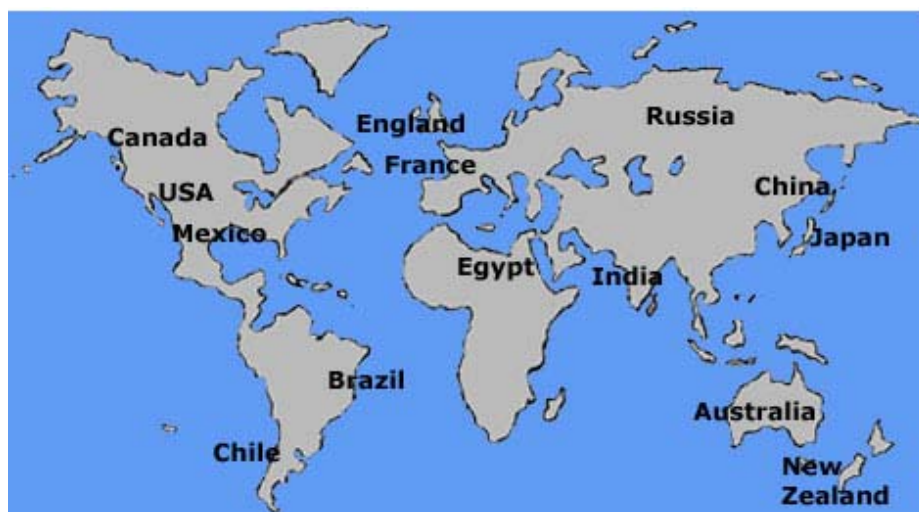 England
Russia
Canada
France
USA
China
Mexico
Japan
Egypt
India
Brazil
Australia
Chile
New
Zealand